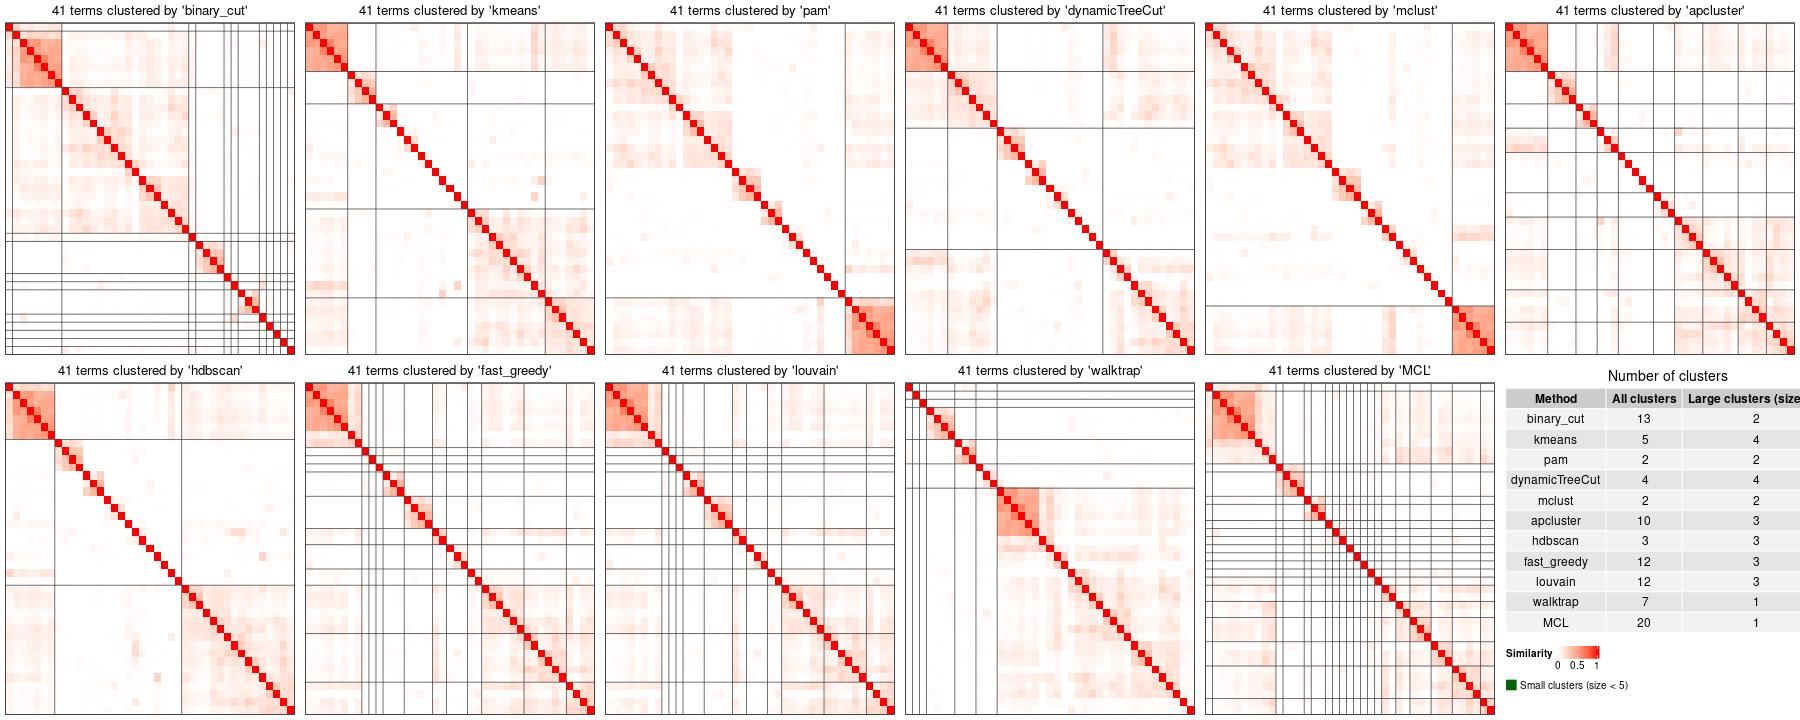 41 terms clustered by 'binary_cut'
41 terms clustered by 'kmeans'
41 terms clustered by 'pam'
41 terms clustered by 'dynamicTreeCut'
41 terms clustered by 'mclust'
41 terms clustered by 'apcluster'
41 terms clustered by 'hdbscan'
41 terms clustered by 'fast_greedy'
41 terms clustered by 'louvain'
41 terms clustered by 'walktrap'
41 terms clustered by 'MCL'
Number of clusters
Method All clusters Large clusters (size
binary_cut 13 2
kmeans 5 4
pam 2 2
dynamicTreeCut 4 4
mclust 2 2
apcluster 10 3
hdbscan 3 3
fast_greedy 12 3
louvain 12 3
walktrap 7 1
MCL 20 1
Similarity
0 0.5 1
Small clusters (size < 5)